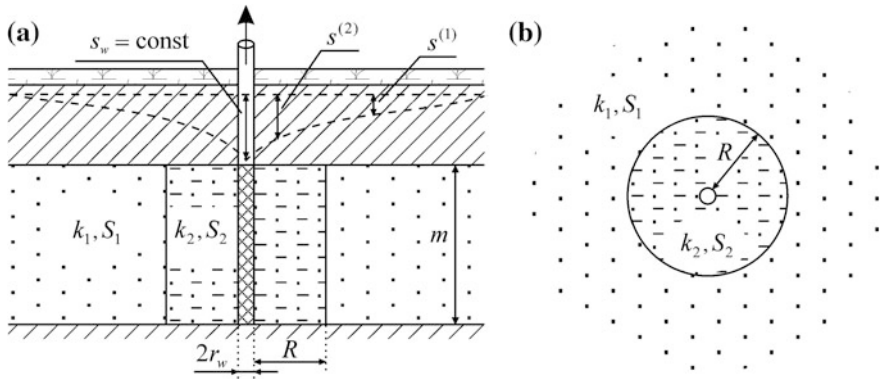 (a)
s_w = const
s^(2)
s^(1)
k_1, S_1
k_2, S_2
m
2r_w
R
(b)
k_1, S_1
R
k_2, S_2